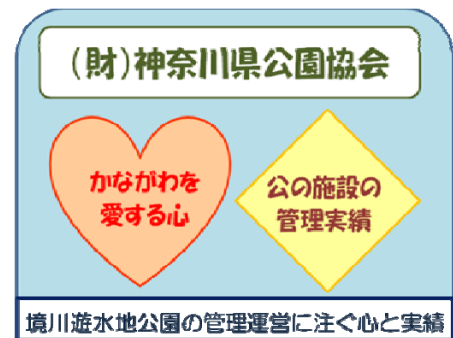 (財)神奈川県公園協会
かながわを
愛する心
公の施設の
管理実績
境川遊水地公園の管理運営に注ぐ心と実績